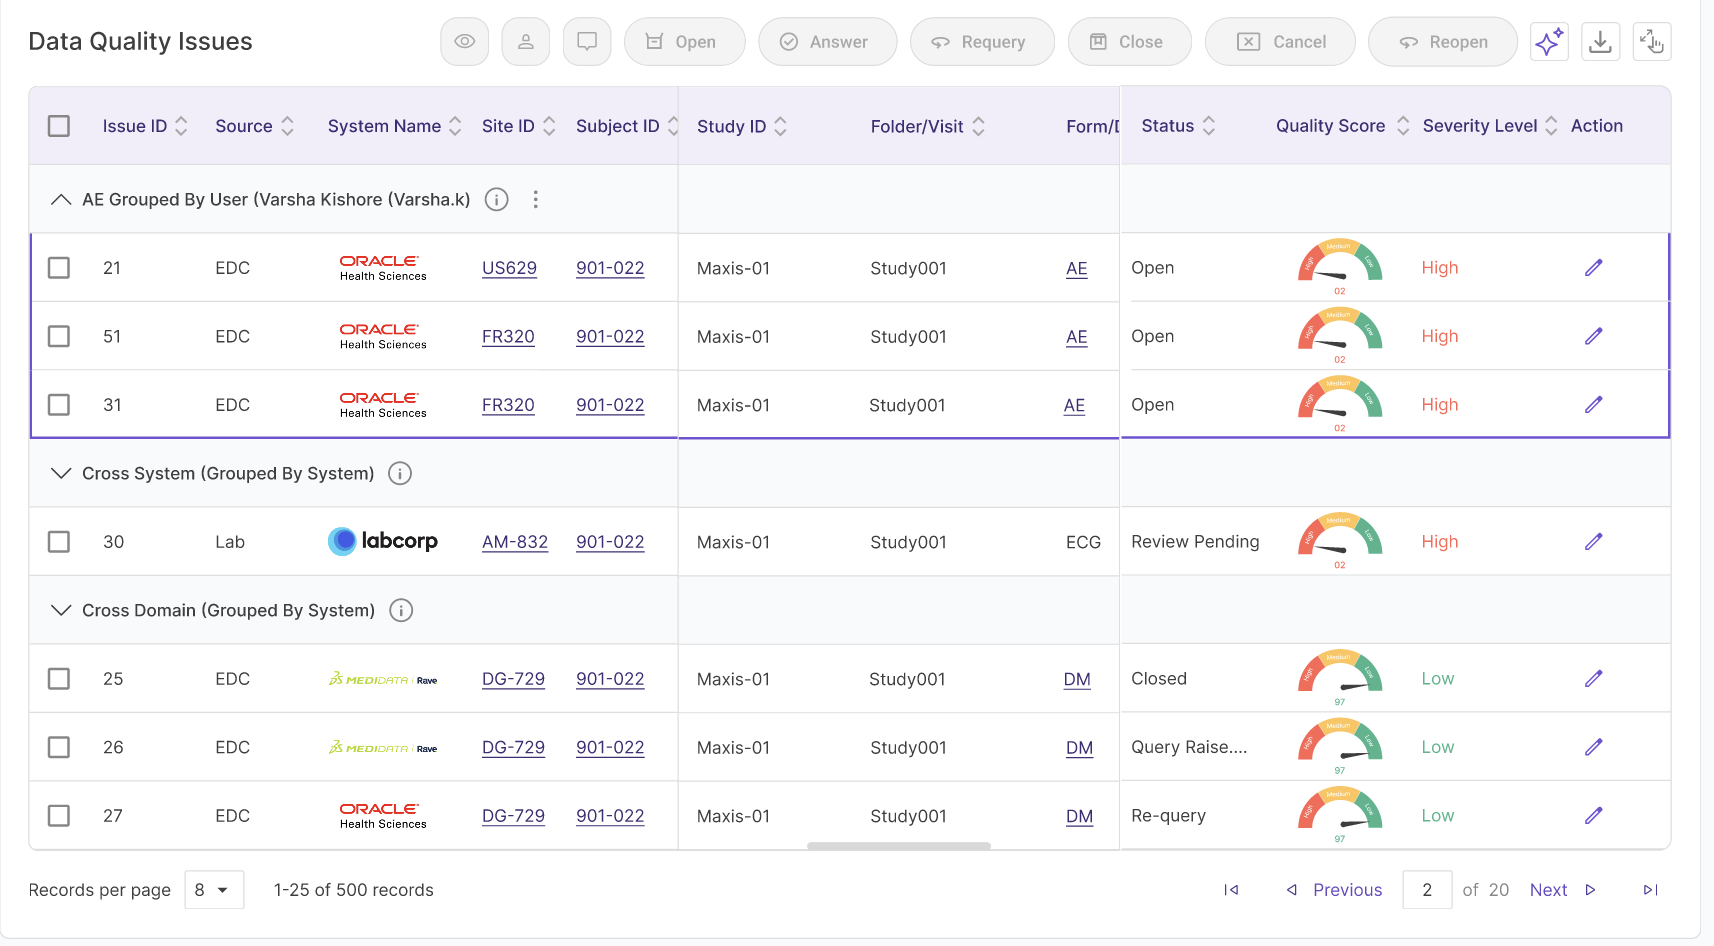 Data Quality Issues
Open
Answer
Requery
Close
Cancel
Reopen
Issue ID Source System Name Site ID Subject ID Study ID Folder/Visit Form/D Status Quality Score Severity Level Action
AE Grouped By User (Varsha Kishore (Varsha.k)
21 EDC ORACLE Health Sciences US629 901-022 Maxis-01 Study001 AE Open High Medium Low 02 High
51 EDC ORACLE Health Sciences FR320 901-022 Maxis-01 Study001 AE Open High Medium Low 02 High
31 EDC ORACLE Health Sciences FR320 901-022 Maxis-01 Study001 AE Open High Medium Low 02 High
Cross System (Grouped By System)
30 Lab labcorp AM-832 901-022 Maxis-01 Study001 ECG Review Pending High Medium Low 02 High
Cross Domain (Grouped By System)
25 EDC MEDIDATA Rave DG-729 901-022 Maxis-01 Study001 DM Closed High Medium Low 97 Low
26 EDC MEDIDATA Rave DG-729 901-022 Maxis-01 Study001 DM Query Raise.... High Medium Low 97 Low
27 EDC ORACLE Health Sciences DG-729 901-022 Maxis-01 Study001 DM Re-query High Medium Low 97 Low
Records per page 8 1-25 of 500 records Previous 2 of 20 Next